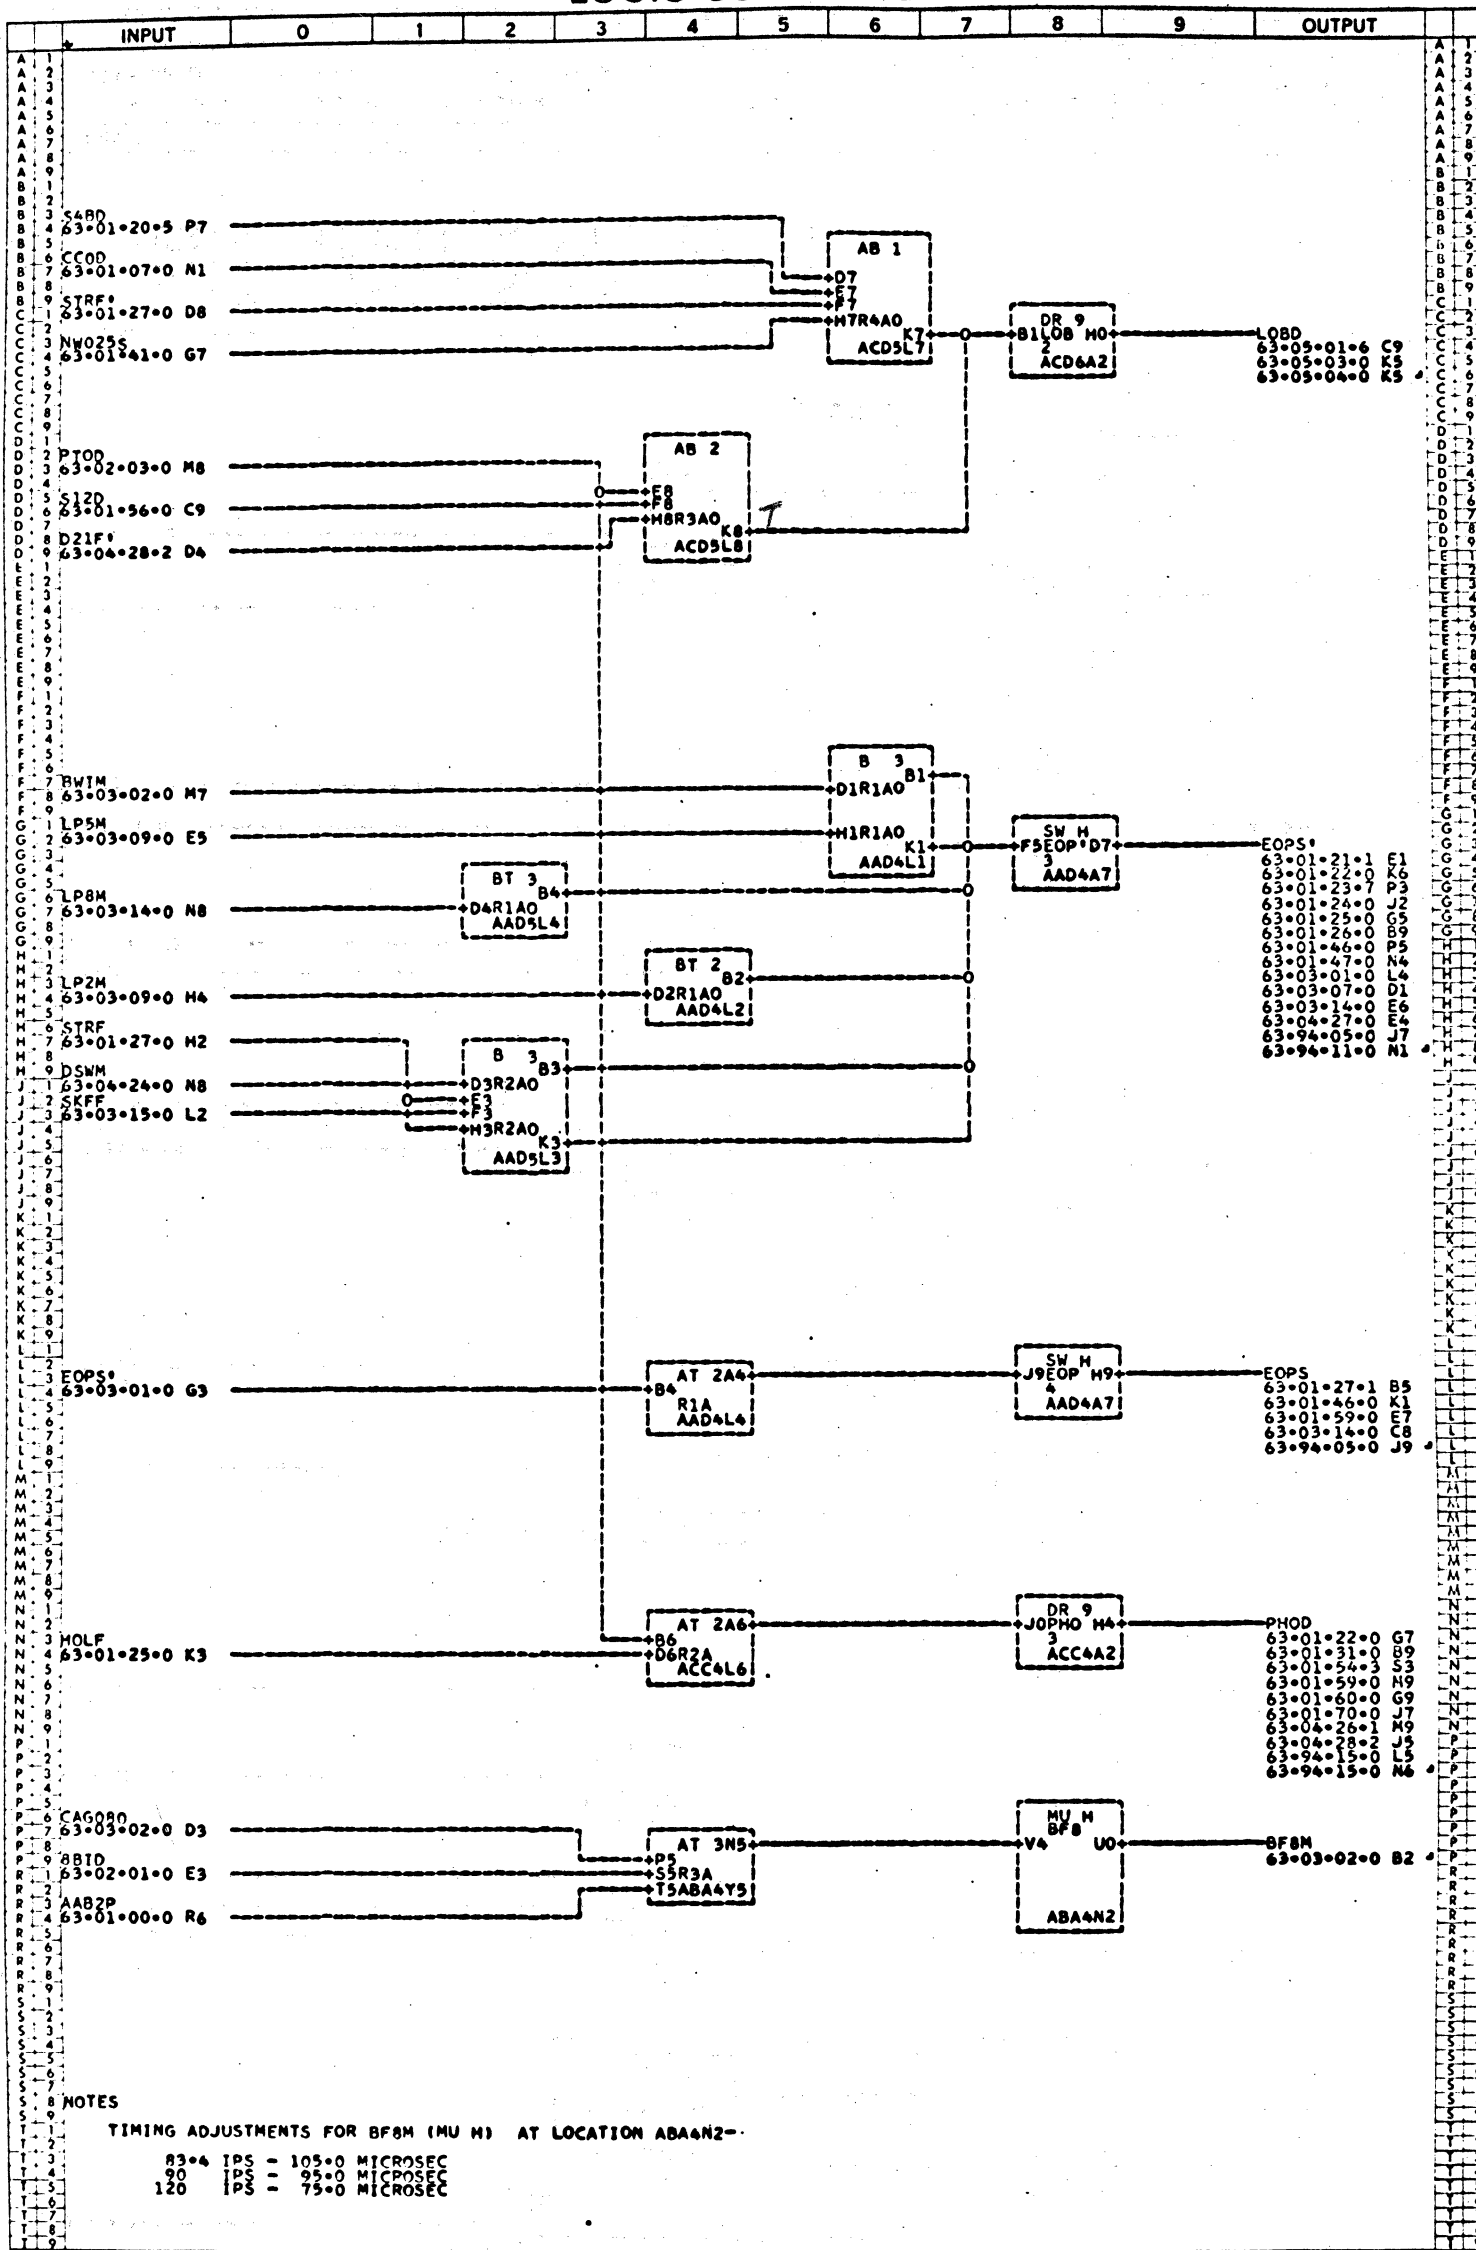 INPUT 0 1 2 3 4 5 6 7 8 9 OUTPUT
S4BD
63•01•20•5 P7
CCOD
63•01•07•0 N1
STRF'
63•01•27•0 D8
NW025S
63•01•41•0 G7
AB 1
D7
E7
F7
H7R4A0
K7
ACD5L7
DR 9
B1LOB H0
2
ACD6A2
LOBD
63•05•01•6 C9
63•05•03•0 K5
63•05•04•0 K5
PTOD
63•02•03•0 M8
S12D
63•01•56•0 C9
D21F'
63•04•28•2 D4
AB 2
E8
F8
H8R3A0
K8
ACD5L8
T
BWIM
63•03•02•0 M7
LP5M
63•03•09•0 E5
LP8M
63•03•14•0 N8
LP2M
63•03•09•0 H4
STRF
63•01•27•0 H2
DSWM
63•04•24•0 N8
SKFF
63•03•15•0 L2
B 3
B1
D1R1A0
H1R1A0
K1
AAD4L1
BT 3
B4
D4R1A0
AAD5L4
BT 2
B2
D2R1A0
AAD4L2
B 3
B3
D3R2A0
E3
F3
H3R2A0
K3
AAD5L3
SW H
F5EOP'D7
3
AAD4A7
EOPS'
63•01•21•1 E1
63•01•22•0 K6
63•01•23•7 P3
63•01•24•0 J2
63•01•25•0 G5
63•01•26•0 B9
63•01•46•0 P5
63•01•47•0 N4
63•03•01•0 L4
63•03•07•0 D1
63•03•14•0 E6
63•04•27•0 E4
63•94•05•0 J7
63•94•11•0 N1
EOPS'
63•03•01•0 G3
AT 2A4
B4
R1A
AAD4L4
SW H
J9EOP H9
4
AAD4A7
EOPS
63•01•27•1 B5
63•01•46•0 K1
63•01•59•0 E7
63•03•14•0 C8
63•94•05•0 J9
HOLF
63•01•25•0 K3
AT 2A6
B6
D6R2A
ACC4L6
DR 9
J0PHO H4
3
ACC4A2
PHOD
63•01•22•0 G7
63•01•31•0 B9
63•01•54•3 S3
63•01•59•0 H9
63•01•60•0 G9
63•01•70•0 J7
63•04•26•1 M9
63•04•28•2 J5
63•94•15•0 L5
63•94•15•0 N6
CAGO80
63•03•02•0 D3
8BID
63•02•01•0 E3
AAB2P
63•01•00•0 R6
AT 3N5
P5
S5R3A
T5ABA4Y5
MU H
BF8
V4 U0
ABA4N2
BF8M
63•03•02•0 B2
NOTES
TIMING ADJUSTMENTS FOR BF8M (MU H) AT LOCATION ABA4N2-
83•4 IPS - 105•0 MICROSEC
90 IPS - 95•0 MICROSEC
120 IPS - 75•0 MICROSEC